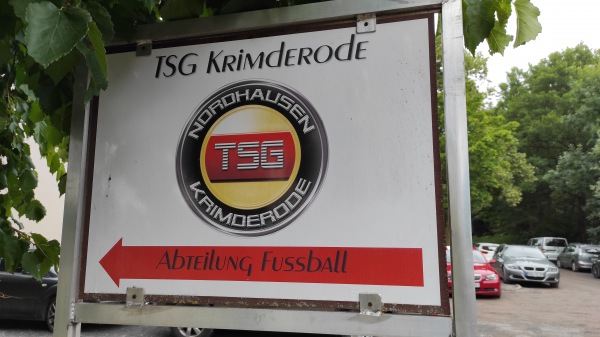 TSG Krimderode
NORDHAUSEN
TSG
KRIMDERODE
Abteilung Fussball